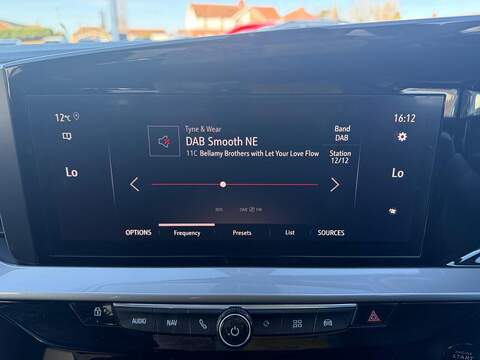 12°C
16:12
Tyne & Wear
DAB Smooth NE
11C Bellamy Brothers with Let Your Love Flow
Band
DAB
Station
12/12
Lo
Lo
OPTIONS
Frequency
Presets
List
SOURCES
AUDIO
NAV
START